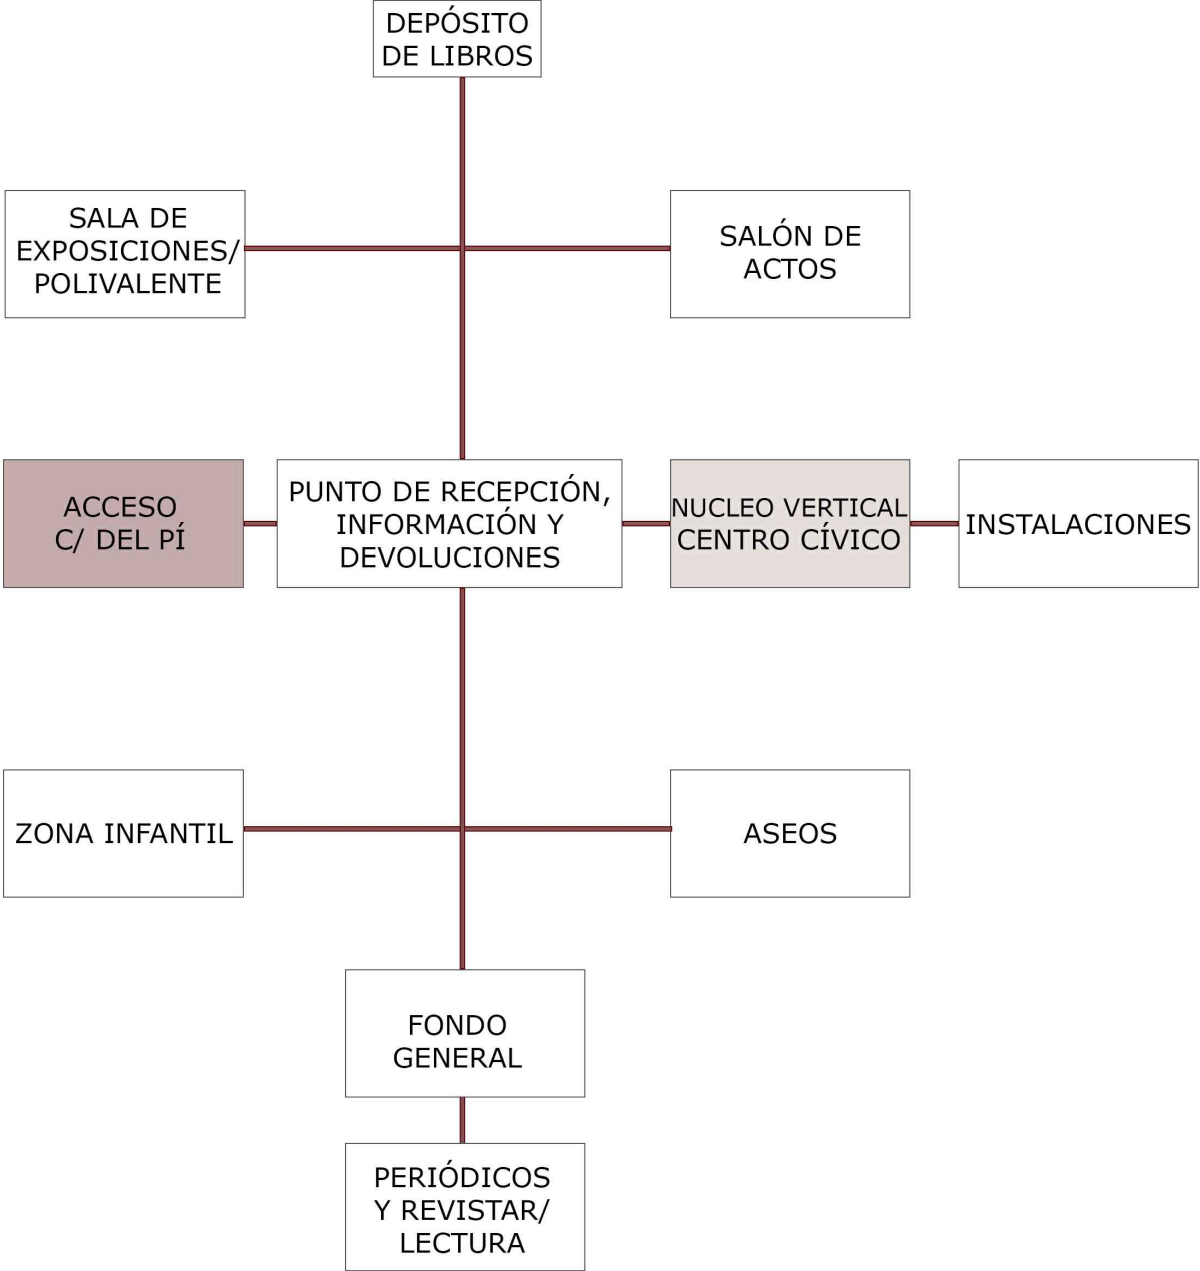 DEPÓSITO
DE LIBROS
SALA DE
EXPOSICIONES/
POLIVALENTE
SALÓN DE
ACTOS
ACCESO
C/ DEL PÍ
PUNTO DE RECEPCIÓN,
INFORMACIÓN Y
DEVOLUCIONES
NUCLEO VERTICAL
CENTRO CÍVICO
INSTALACIONES
ZONA INFANTIL
ASEOS
FONDO
GENERAL
PERIÓDICOS
Y REVISTAR/
LECTURA